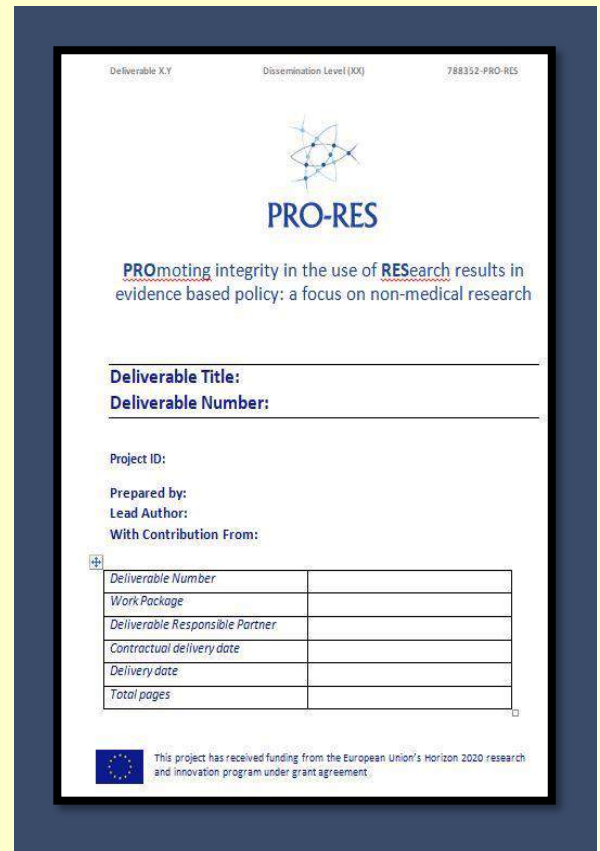 Deliverable X.Y Dissemination Level (XX) 788352-PRO-RES
PRO-RES
PROmoting integrity in the use of RESearch results in
evidence based policy: a focus on non-medical research
Deliverable Title:
Deliverable Number:
Project ID:
Prepared by:
Lead Author:
With Contribution From:
Deliverable Number
Work Package
Deliverable Responsible Partner
Contractual delivery date
Delivery date
Total pages
This project has received funding from the European Union's Horizon 2020 research
and innovation program under grant agreement